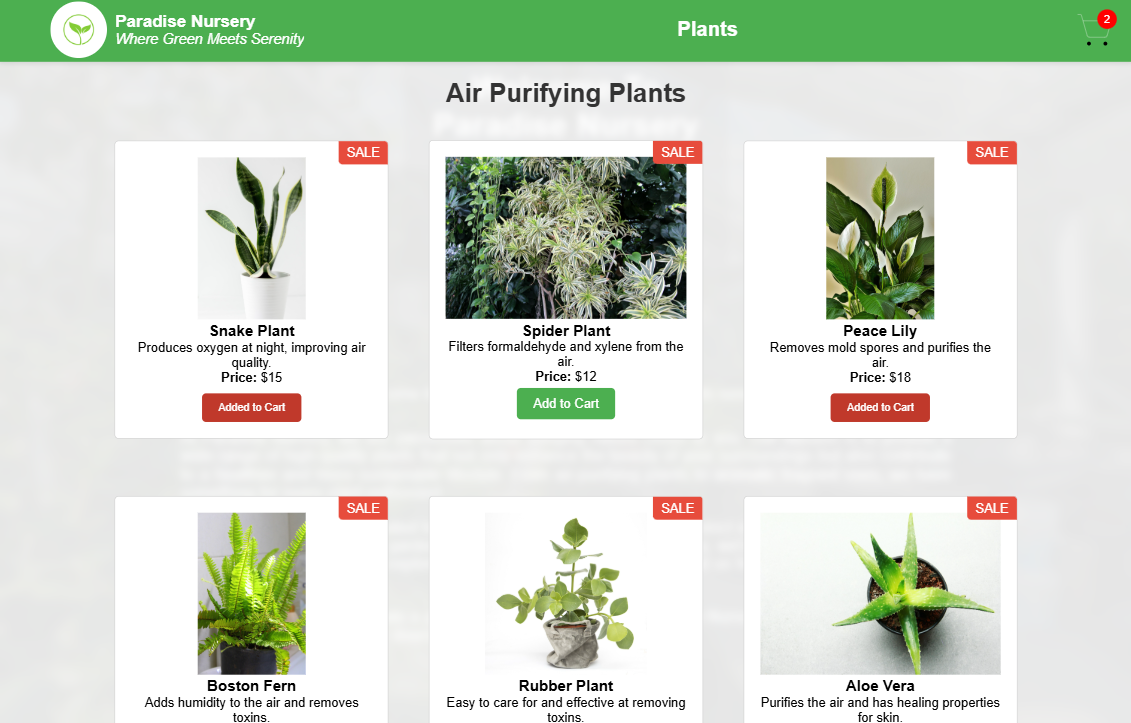 Paradise Nursery
Where Green Meets Serenity
Plants
2
Air Purifying Plants
Paradise Nursery
SALE
Snake Plant
Produces oxygen at night, improving air
quality.
Price: $15
Added to Cart
SALE
Spider Plant
Filters formaldehyde and xylene from the
air.
Price: $12
Add to Cart
SALE
Peace Lily
Removes mold spores and purifies the
air.
Price: $18
Added to Cart
SALE
Boston Fern
Adds humidity to the air and removes
toxins.
SALE
Rubber Plant
Easy to care for and effective at removing
toxins.
SALE
Aloe Vera
Purifies the air and has healing properties
for skin.